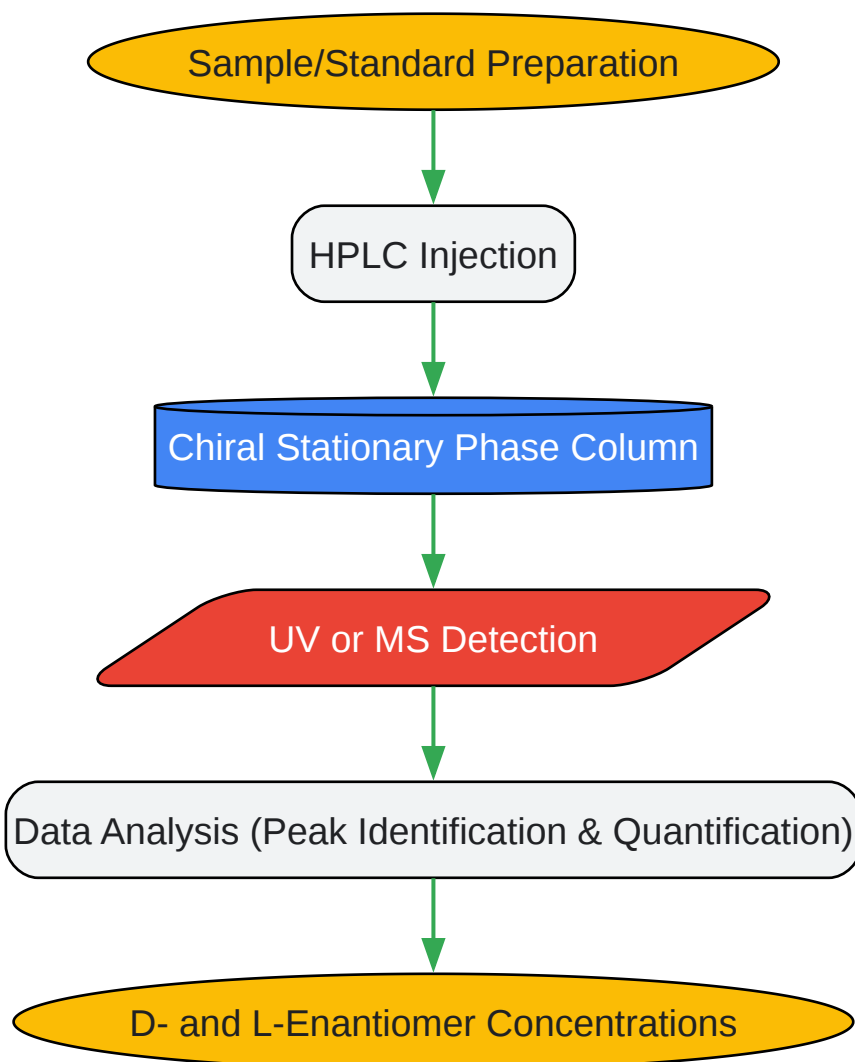 Sample/Standard Preparation
HPLC Injection
Chiral Stationary Phase Column
UV or MS Detection
Data Analysis (Peak Identification & Quantification)
D- and L-Enantiomer Concentrations